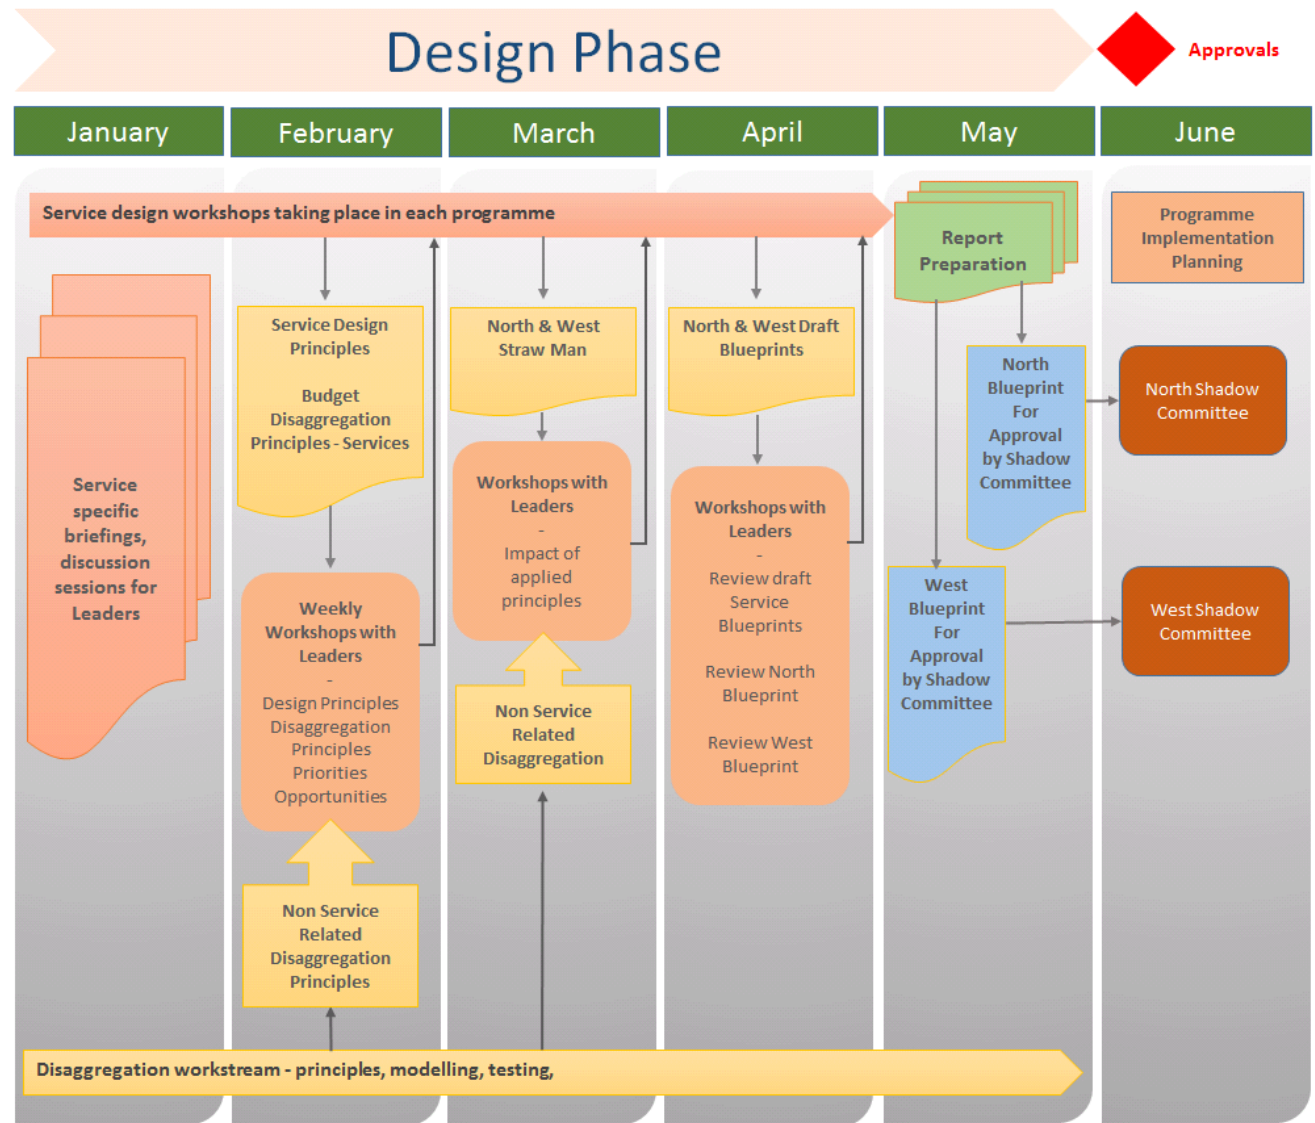 Design Phase
Approvals
January
February
March
April
May
June
Service design workshops taking place in each programme
Service
specific
briefings,
discussion
sessions for
Leaders
Service Design
Principles
Budget
Disaggregation
Principles - Services
Weekly
Workshops with
Leaders
-
Design Principles
Disaggregation
Principles
Priorities
Opportunities
Non Service
Related
Disaggregation
Principles
North & West
Straw Man
Workshops with
Leaders
-
Impact of
applied
principles
Non Service
Related
Disaggregation
North & West Draft
Blueprints
Workshops with
Leaders
-
Review draft
Service
Blueprints
Review North
Blueprint
Review West
Blueprint
Report
Preparation
North
Blueprint
For
Approval
by Shadow
Committee
West
Blueprint
For
Approval
by Shadow
Committee
Programme
Implementation
Planning
North Shadow
Committee
West Shadow
Committee
Disaggregation workstream - principles, modelling, testing,